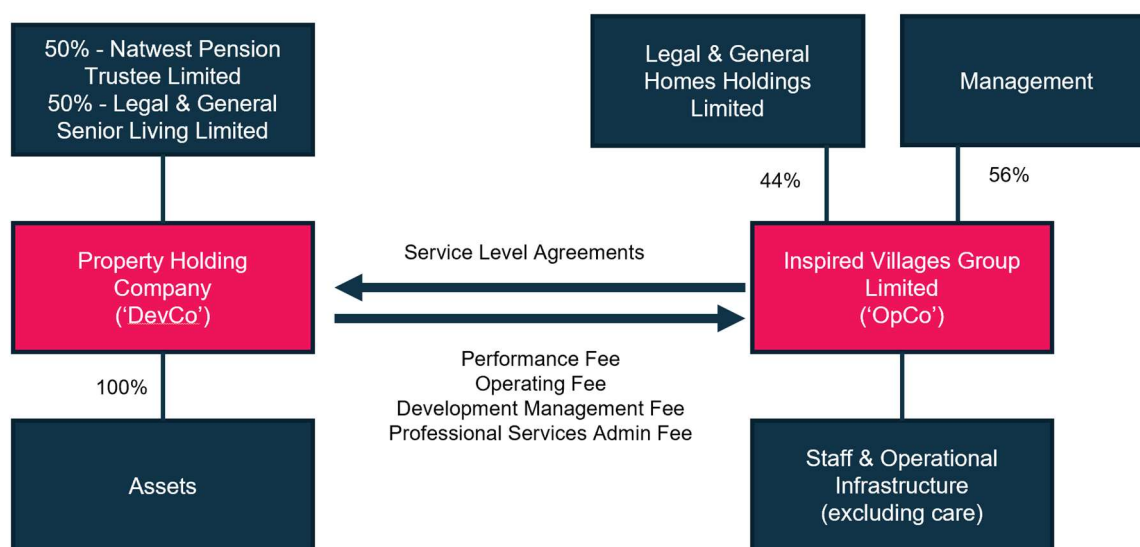 50% - Natwest Pension
Trustee Limited
50% - Legal & General
Senior Living Limited
Legal & General
Homes Holdings
Limited
Management
44%
56%
Property Holding
Company
(‘DevCo’)
Service Level Agreements
Inspired Villages Group
Limited
(‘OpCo’)
100%
Performance Fee
Operating Fee
Development Management Fee
Professional Services Admin Fee
Assets
Staff & Operational
Infrastructure
(excluding care)